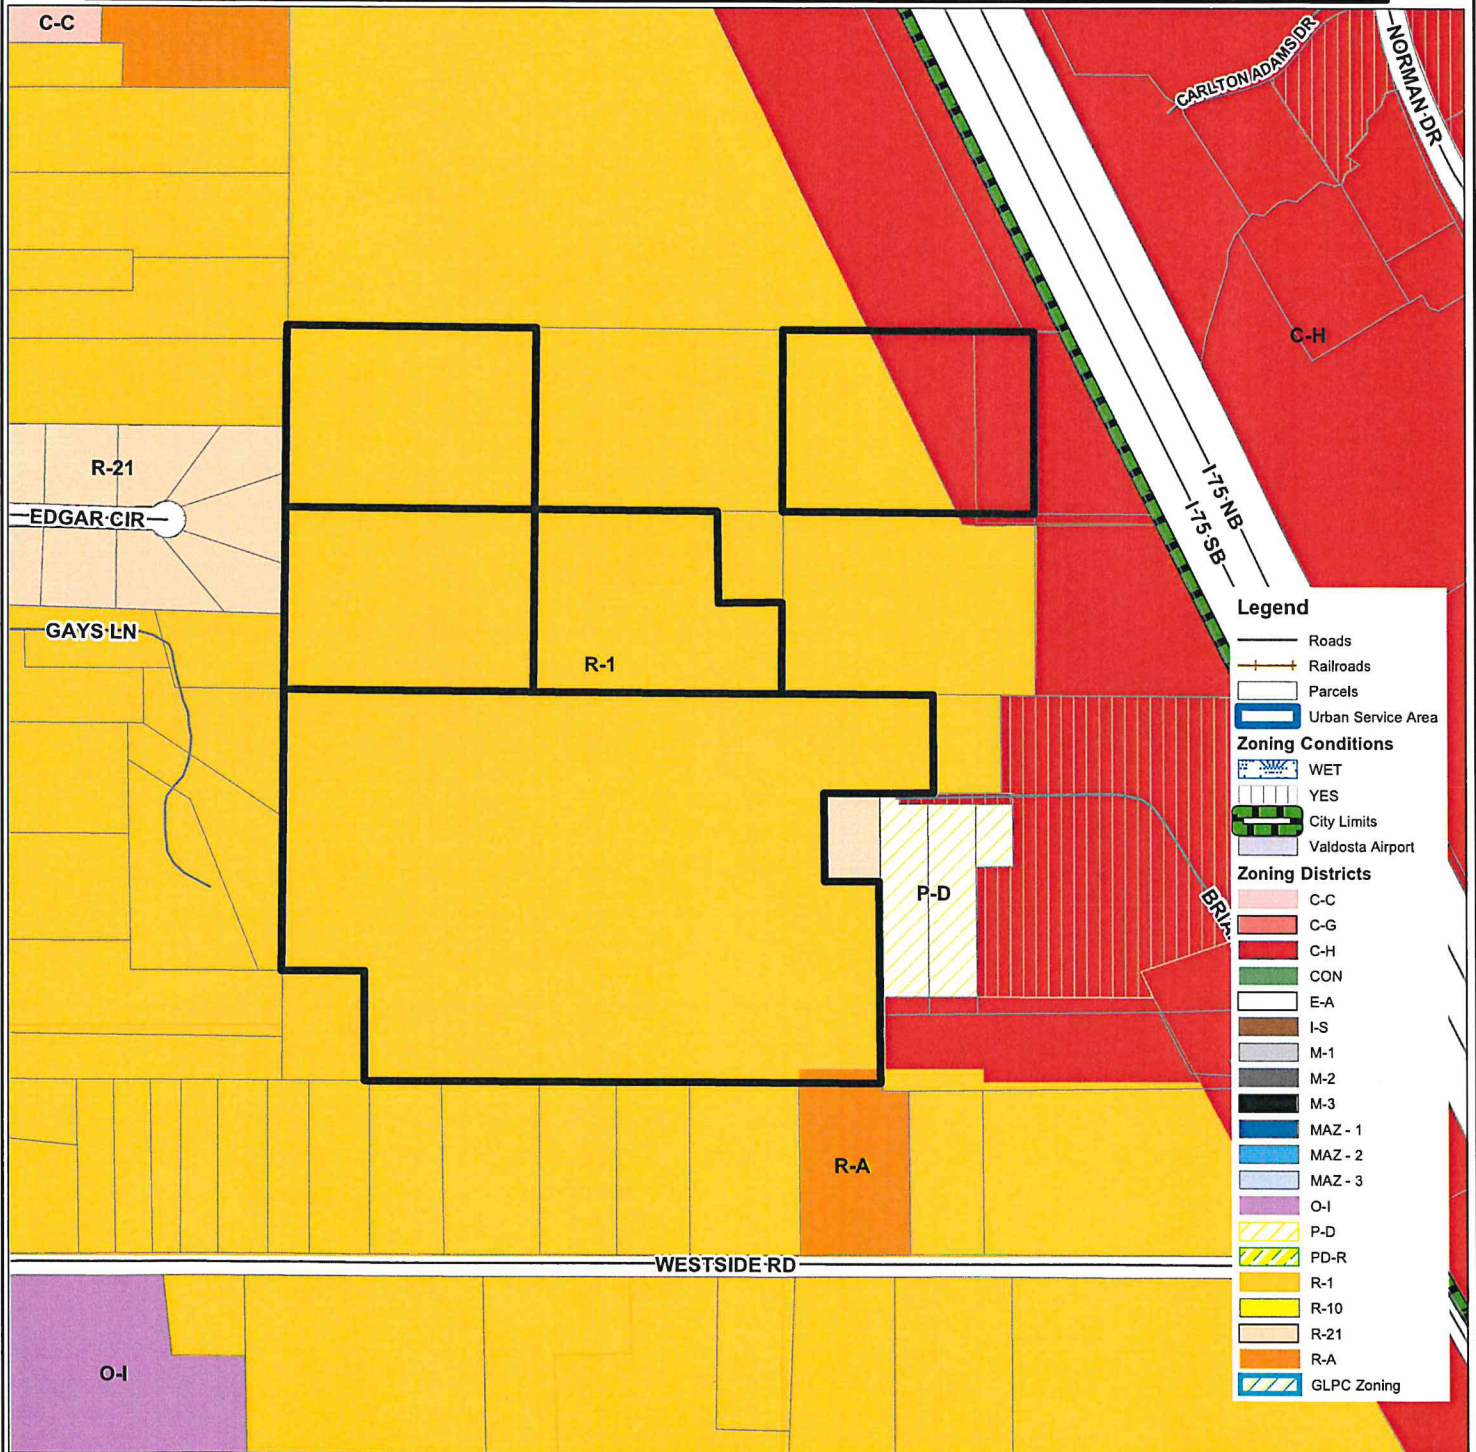 C-C
CARLTON ADAMS DR
NORMAN DR
C-H
R-21
EDGAR CIR
I-75 NB
I-75 SB
GAYS LN
R-1
P-D
BRIA
R-A
WESTSIDE RD
O-I
Legend
Roads
Railroads
Parcels
Urban Service Area
Zoning Conditions
WET
YES
City Limits
Valdosta Airport
Zoning Districts
C-C
C-G
C-H
CON
E-A
I-S
M-1
M-2
M-3
MAZ - 1
MAZ - 2
MAZ - 3
O-I
P-D
PD-R
R-1
R-10
R-21
R-A
GLPC Zoning